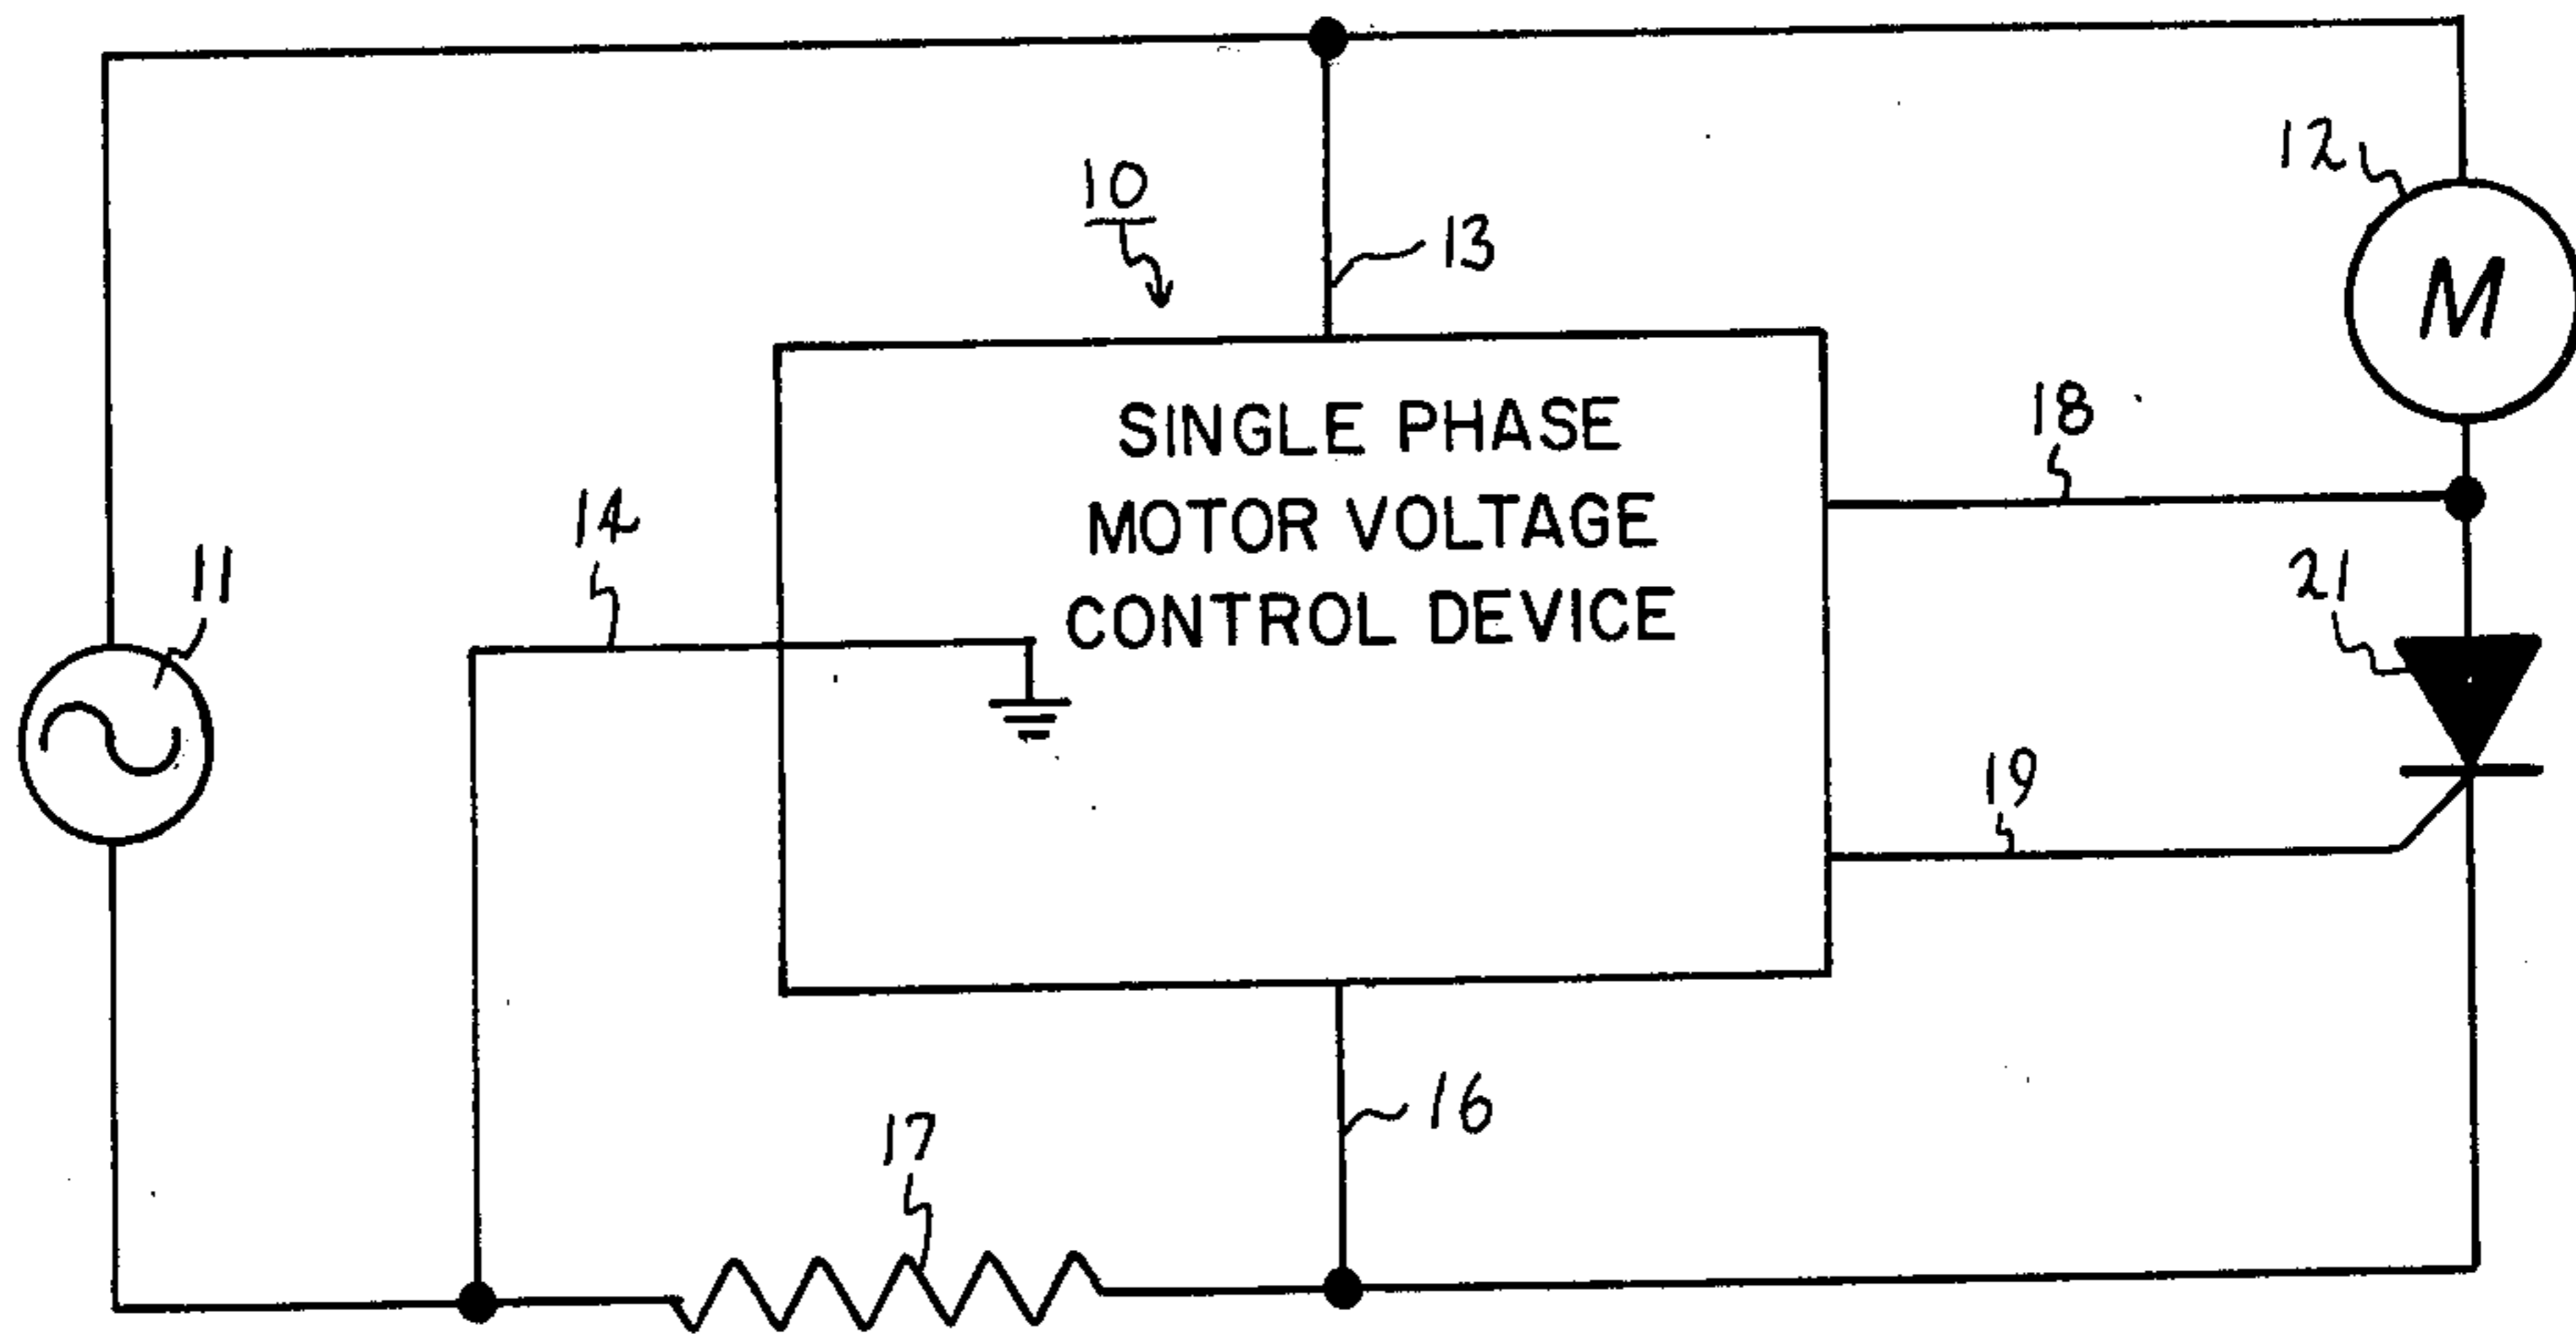 10
13
12
M
SINGLE PHASE
MOTOR VOLTAGE
CONTROL DEVICE
18
14
11
21
19
16
17